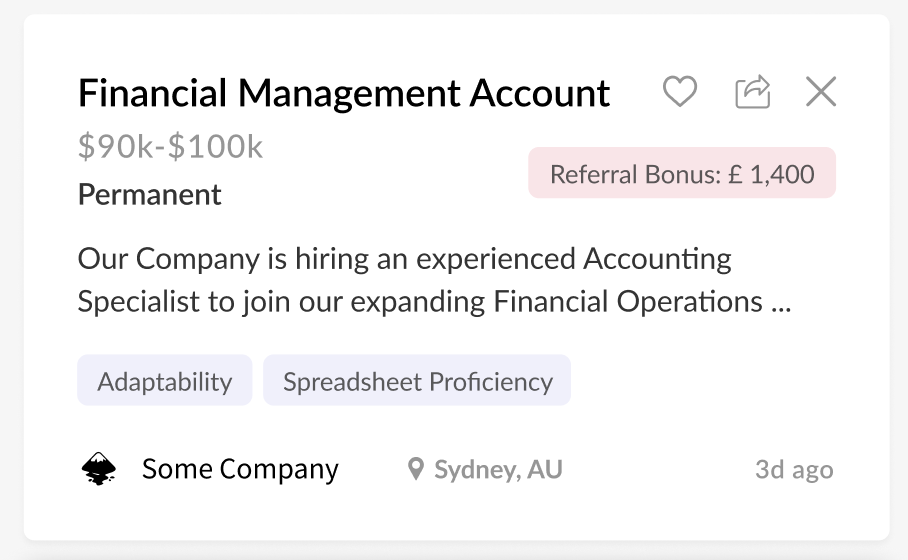 Financial Management Account
$90k-$100k
Referral Bonus: £ 1,400
Permanent
Our Company is hiring an experienced Accounting
Specialist to join our expanding Financial Operations ...
Adaptability Spreadsheet Proficiency
Some Company Sydney, AU 3d ago